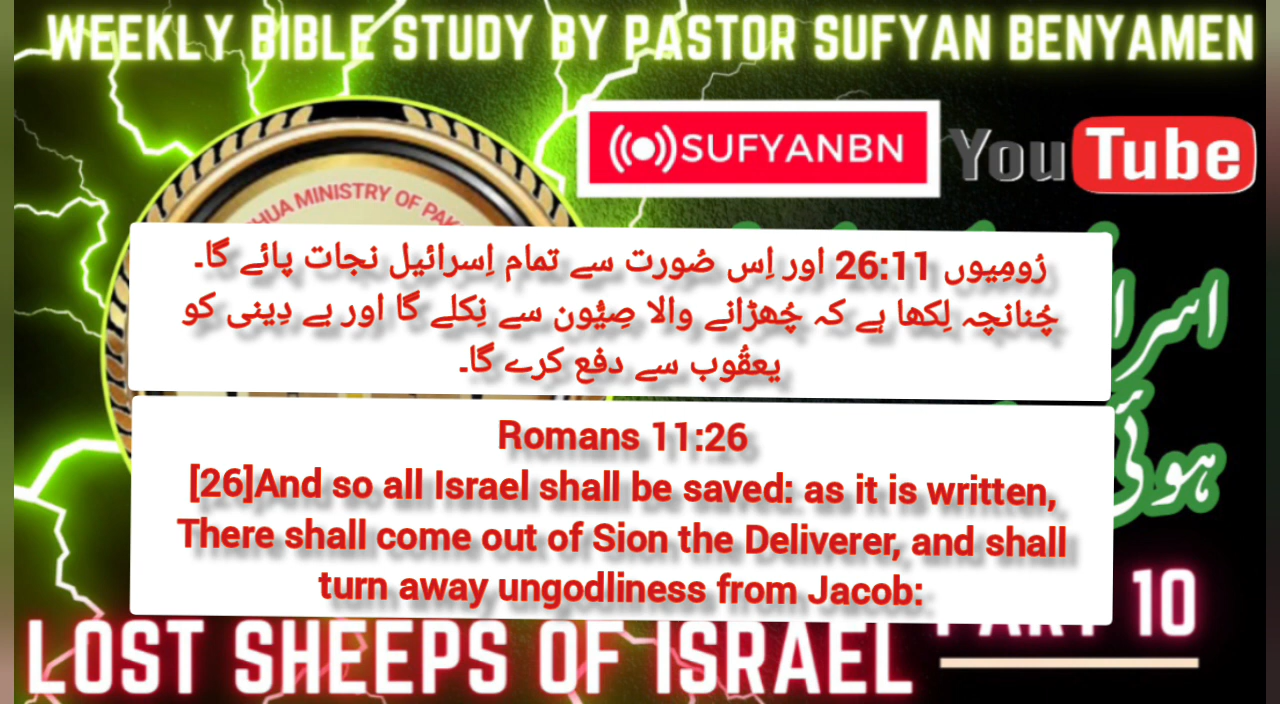 WEEKLY BIBLE STUDY BY PASTOR SUFYAN BENYAMEN
SUFYANBN
YouTube
MINISTRY OF
رُومِیوں 26:11 اور اِس صُورت سے تمام اِسرائیل نجات پائے گا۔
چُنانچہ لِکھا ہے کہ چُھڑانے والا صِیُّون سے نِکلے گا اور بے دِینی کو
یعقُوب سے دفع کرے گا۔
Romans 11:26
[26]And so all Israel shall be saved: as it is written,
There shall come out of Sion the Deliverer, and shall
turn away ungodliness from Jacob:
ہوئی
PART 10
LOST SHEEPS OF ISRAEL